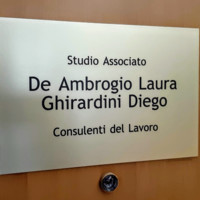 Studio Associato
De Ambrogio Laura
Ghirardini Diego
Consulenti del Lavoro